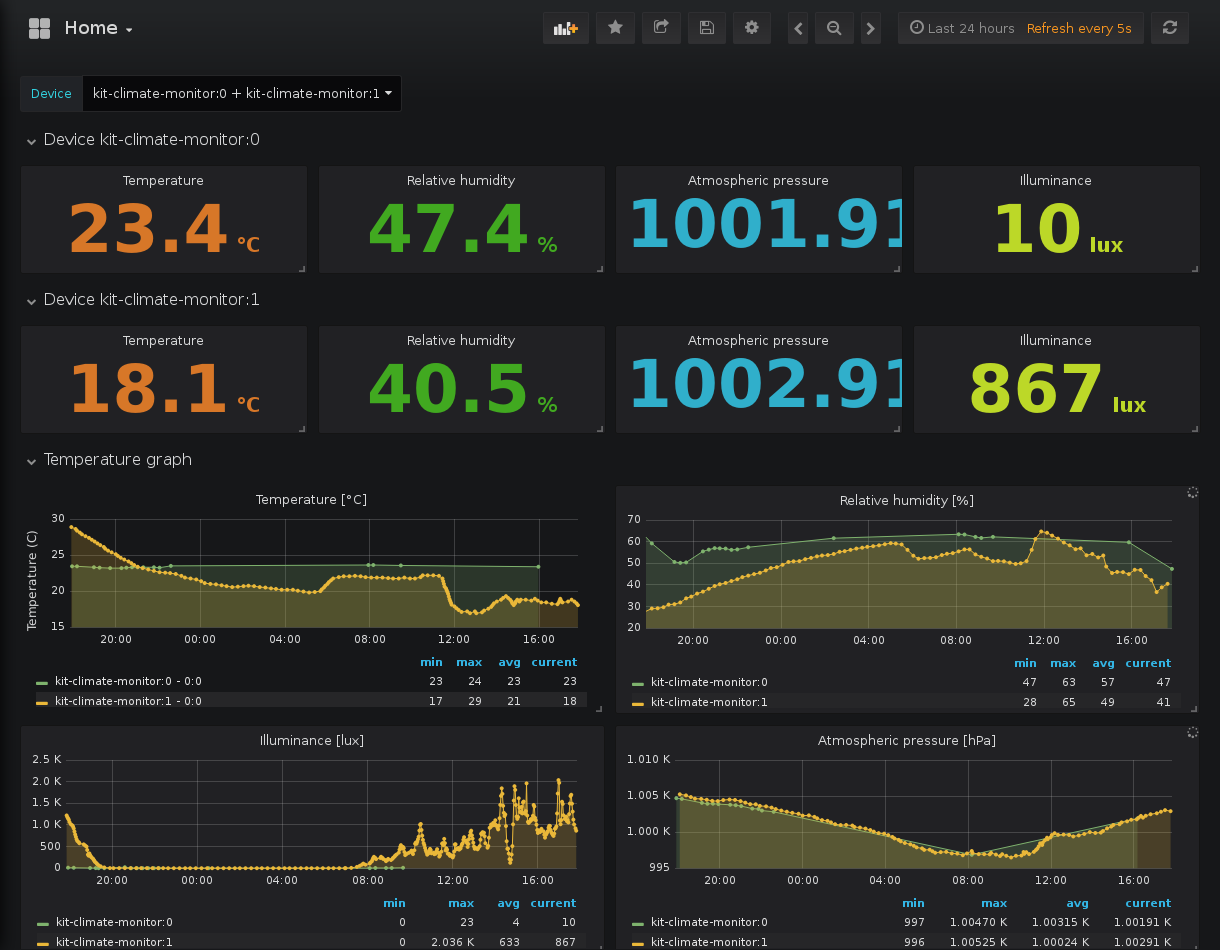 Home
Last 24 hours Refresh every 5s
Device kit-climate-monitor:0 + kit-climate-monitor:1
Device kit-climate-monitor:0
Temperature Relative humidity Atmospheric pressure Illuminance
23.4 °C 47.4 % 1001.91 10 lux
Device kit-climate-monitor:1
Temperature Relative humidity Atmospheric pressure Illuminance
18.1 °C 40.5 % 1002.91 867 lux
Temperature graph
Temperature [°C]
Temperature (C)
30
25
20
15
20:00 00:00 04:00 08:00 12:00 16:00
min max avg current
kit-climate-monitor:0 - 0:0 23 24 23 23
kit-climate-monitor:1 - 0:0 17 29 21 18
Relative humidity [%]
70
60
50
40
30
20
20:00 00:00 04:00 08:00 12:00 16:00
min max avg current
kit-climate-monitor:0 47 63 57 47
kit-climate-monitor:1 28 65 49 41
Illuminance [lux]
2.5 K
2.0 K
1.5 K
1.0 K
500
0
20:00 00:00 04:00 08:00 12:00 16:00
min max avg current
kit-climate-monitor:0 0 23 4 10
kit-climate-monitor:1 0 2.036 K 633 867
Atmospheric pressure [hPa]
1.010 K
1.005 K
1.000 K
995
20:00 00:00 04:00 08:00 12:00 16:00
min max avg current
kit-climate-monitor:0 997 1.00470 K 1.00315 K 1.00191 K
kit-climate-monitor:1 996 1.00525 K 1.00024 K 1.00291 K